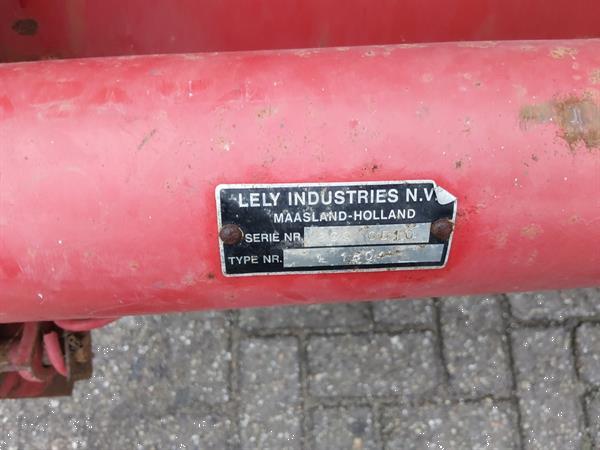 LELY INDUSTRIES N.V
MAASLAND-HOLLAND
SERIE NR.
TYPE NR.